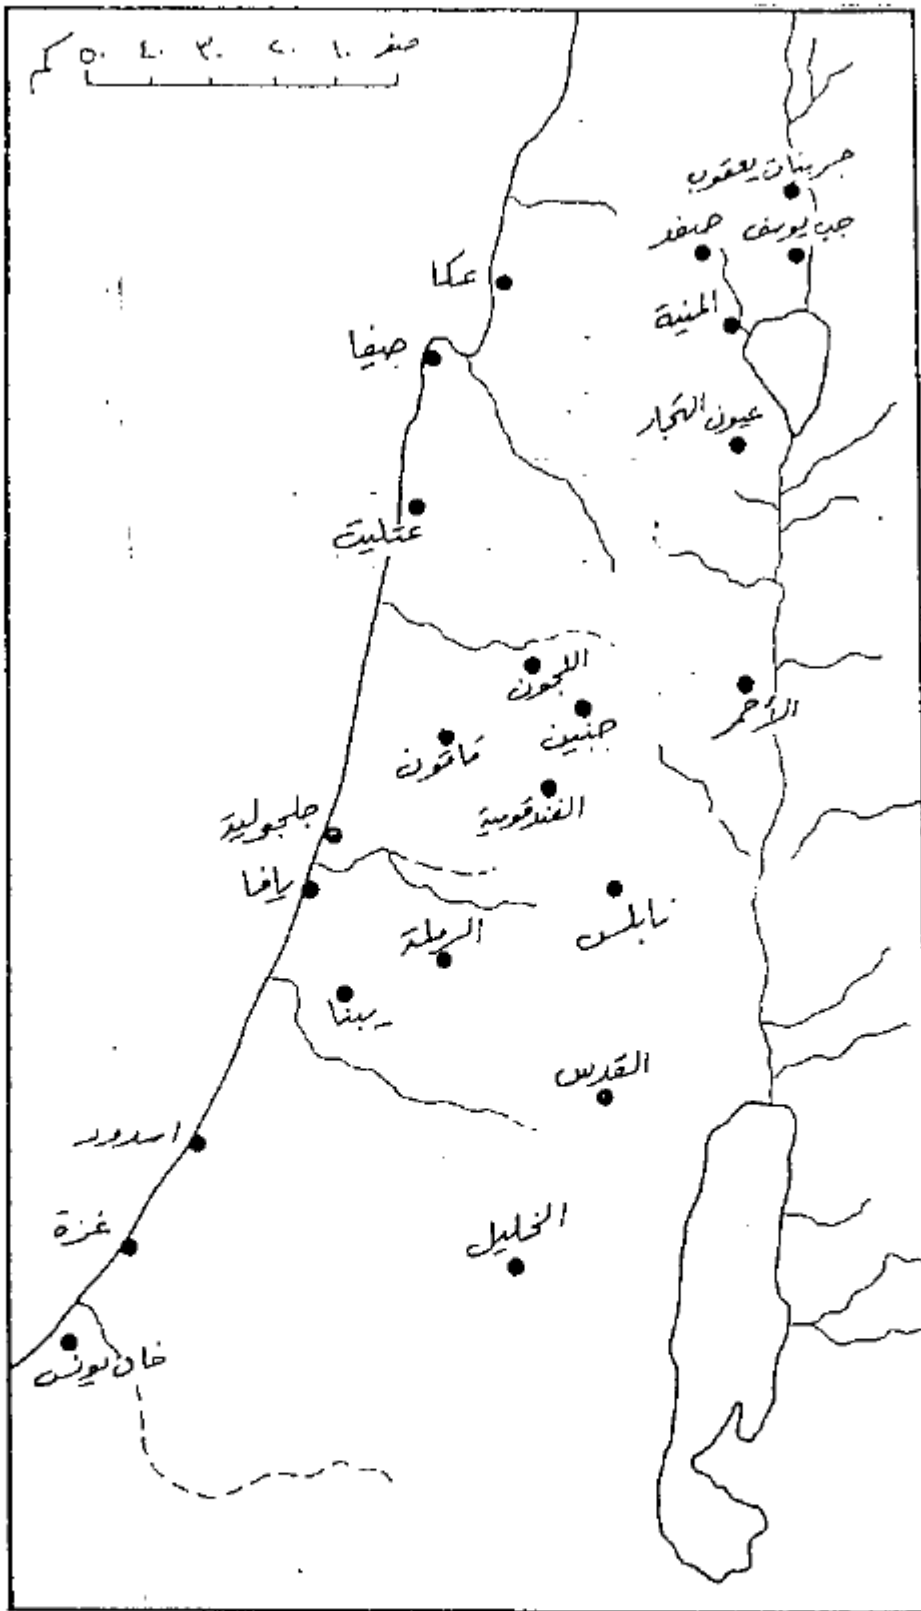 صفر ١٠ ٢٠ ٣٠ ٤٠ ٥٠ كم
جسر بنات يعقوب
جب يوسف
صفد
عكا
المنية
حيفا
عيون التجار
عتليت
اللجون
الأحمر
جنين
قاقون
الفندقومية
جلجولية
يافا
نابلس
الرملة
يبنا
القدس
اسدود
غزة
الخليل
خان يونس